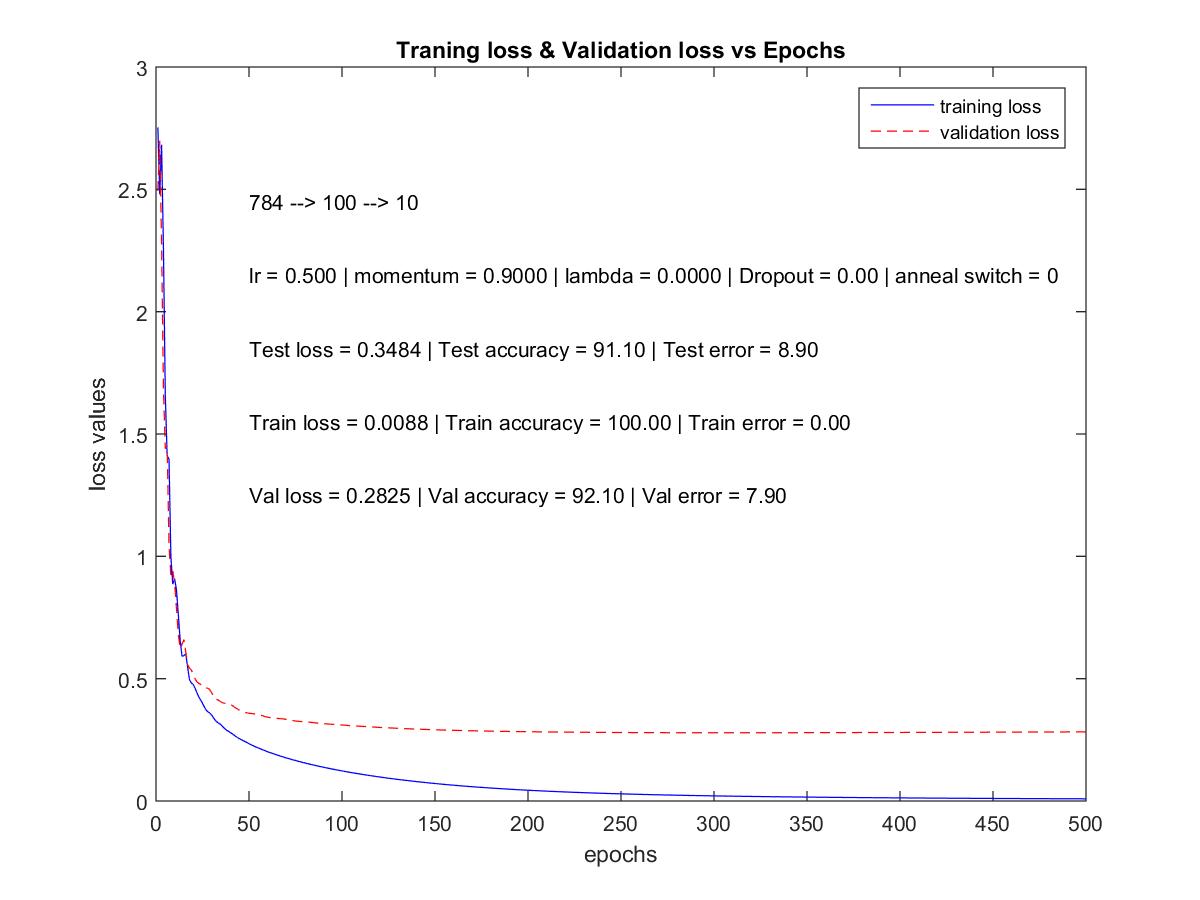 Traning loss & Validation loss vs Epochs
3
training loss
validation loss
2.5
784 --> 100 --> 10
lr = 0.500 | momentum = 0.9000 | lambda = 0.0000 | Dropout = 0.00 | anneal switch = 0
2
Test loss = 0.3484 | Test accuracy = 91.10 | Test error = 8.90
loss values
1.5
Train loss = 0.0088 | Train accuracy = 100.00 | Train error = 0.00
Val loss = 0.2825 | Val accuracy = 92.10 | Val error = 7.90
1
0.5
0
0 50 100 150 200 250 300 350 400 450 500
epochs